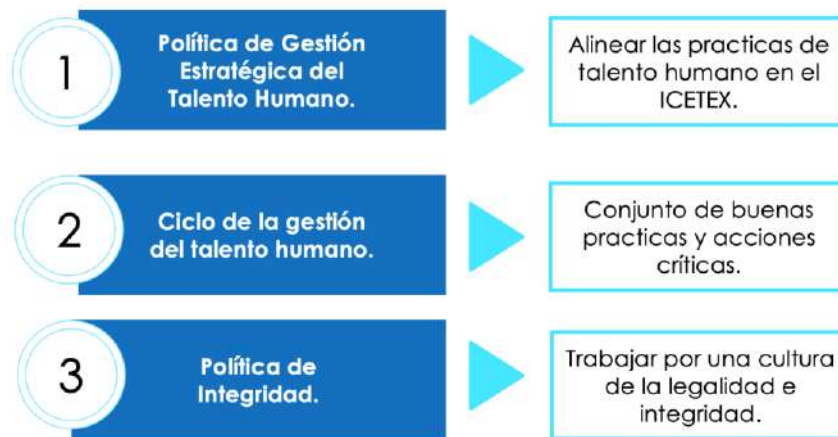 1
Política de Gestión
Estratégica del
Talento Humano.
Alinear las practicas de
talento humano en el
ICETEX.
2
Ciclo de la gestión
del talento humano.
Conjunto de buenas
practicas y acciones
críticas.
3
Política de
Integridad.
Trabajar por una cultura
de la legalidad e
integridad.